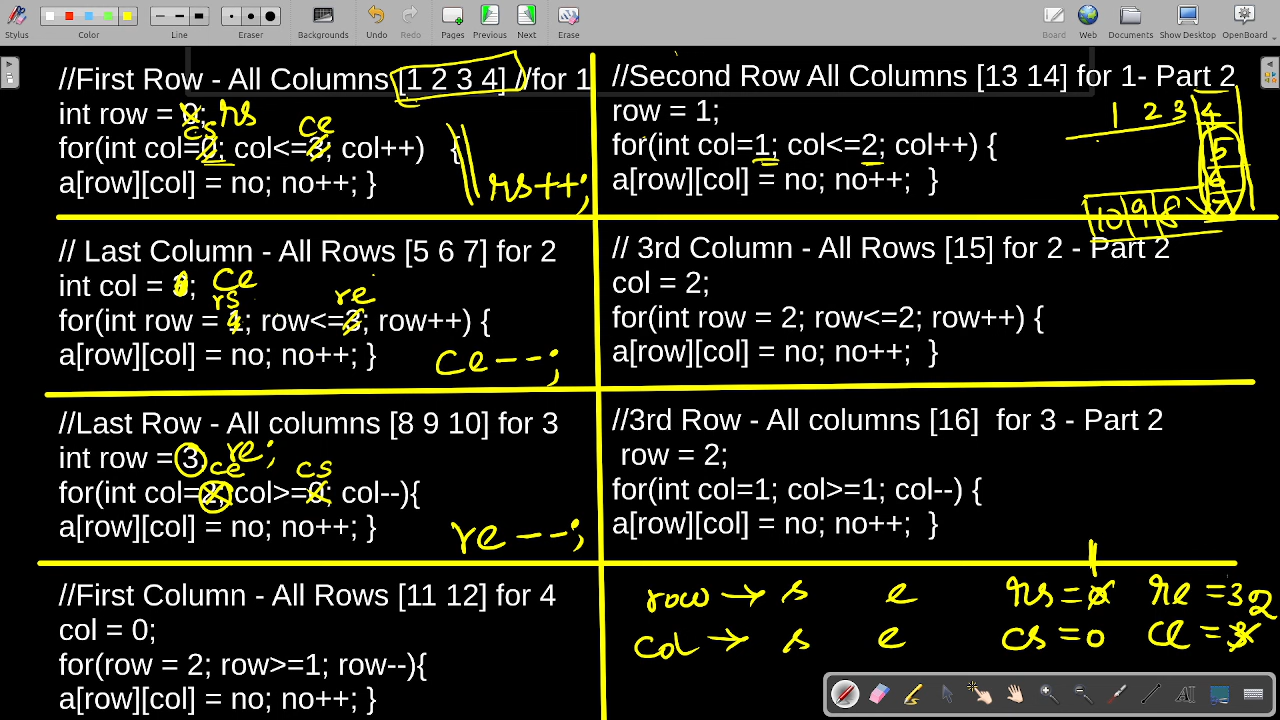 Stylus Color Line Eraser Backgrounds Undo Redo Pages Previous Next Erase Board Web Documents Show Desktop OpenBoard
//First Row - All Columns [1 2 3 4] //for 1
int row = 0; rs
cs ce
for(int col=0; col<=3; col++) {
a[row][col] = no; no++; }
rs++;
// Last Column - All Rows [5 6 7] for 2
int col = 3; ce
rs re
for(int row = 1; row<=3; row++) {
a[row][col] = no; no++; }
ce--;
//Last Row - All columns [8 9 10] for 3
int row = 3; re;
ce cs
for(int col=2; col>=0; col--){
a[row][col] = no; no++; }
re--;
//First Column - All Rows [11 12] for 4
col = 0;
for(row = 2; row>=1; row--){
a[row][col] = no; no++; }
//Second Row All Columns [13 14] for 1- Part 2
row = 1;
for(int col=1; col<=2; col++) {
a[row][col] = no; no++; }
1 2 3 4
5
6
10 9 8 7
// 3rd Column - All Rows [15] for 2 - Part 2
col = 2;
for(int row = 2; row<=2; row++) {
a[row][col] = no; no++; }
//3rd Row - All columns [16] for 3 - Part 2
row = 2;
for(int col=1; col>=1; col--) {
a[row][col] = no; no++; }
1
row → s e rs = 0 re = 3 2
col → s e cs = 0 ce = 3